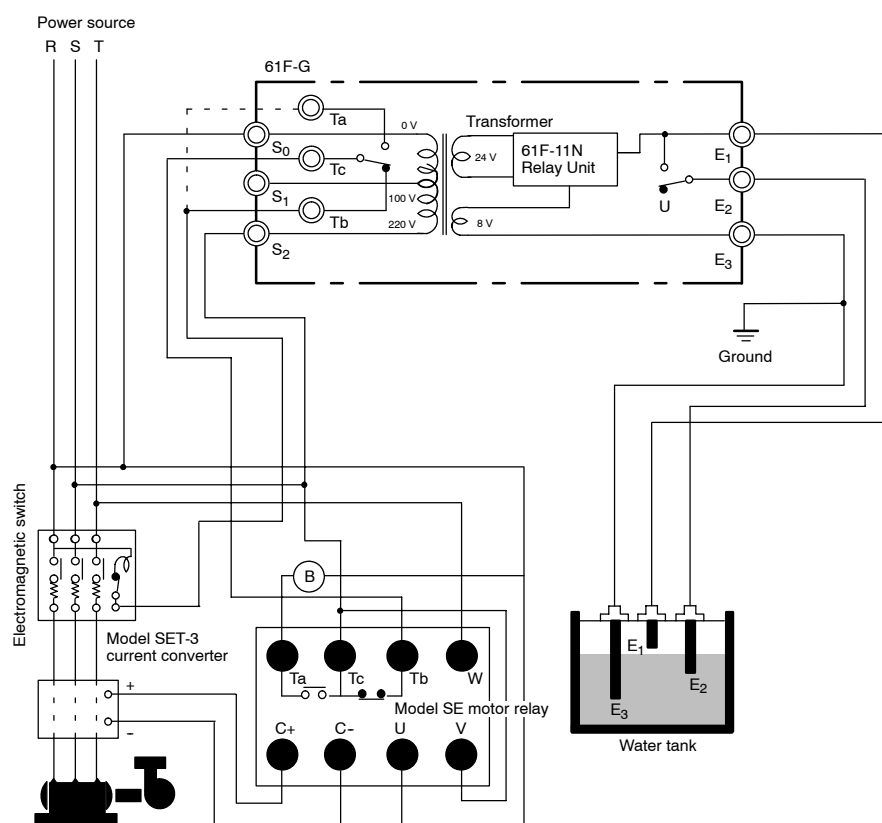 Power source
R S T
61F-G
Ta
0 V
Transformer
S0
24 V
61F-11N
Relay Unit
E1
Tc
S1
100 V
U
E2
Tb
220 V
8 V
S2
E3
Ground
Electromagnetic switch
B
Model SET-3
current converter
+
−
Ta
Tc
Tb
W
Model SE motor relay
C+
C−
U
V
E1
E2
E3
Water tank